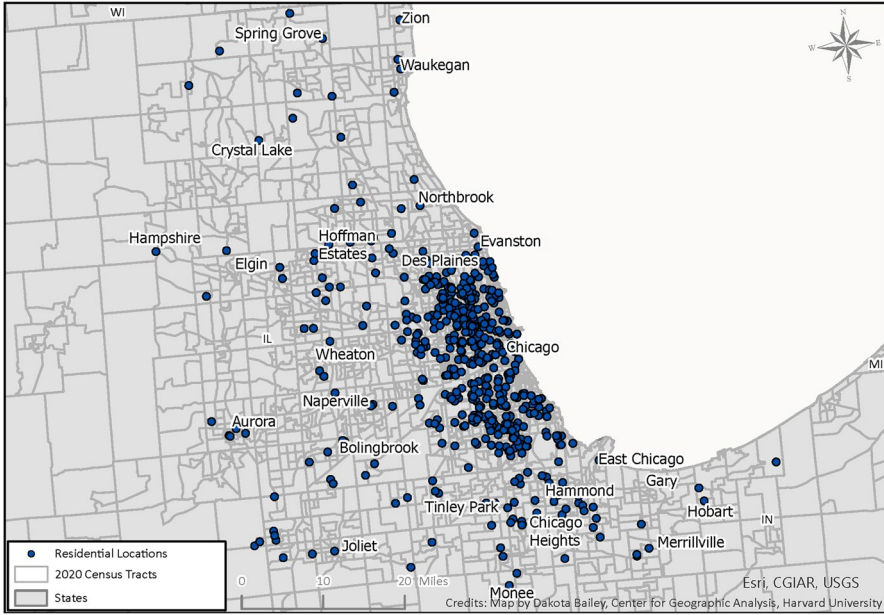 WI
Zion
Spring Grove
Waukegan
Crystal Lake
Northbrook
Hampshire
Hoffman
Estates
Evanston
Elgin
Des Plaines
IL
Chicago
Wheaton
MI
Naperville
Aurora
Bolingbrook
East Chicago
Gary
Hammond
Tinley Park
Hobart
Chicago
Heights
IN
Merrillville
Joliet
Monee
N
W
E
S
Residential Locations
2020 Census Tracts
States
0 10 20 Miles
Esri, CGIAR, USGS
Credits: Map by Dakota Bailey, Center for Geographic Analysis, Harvard University